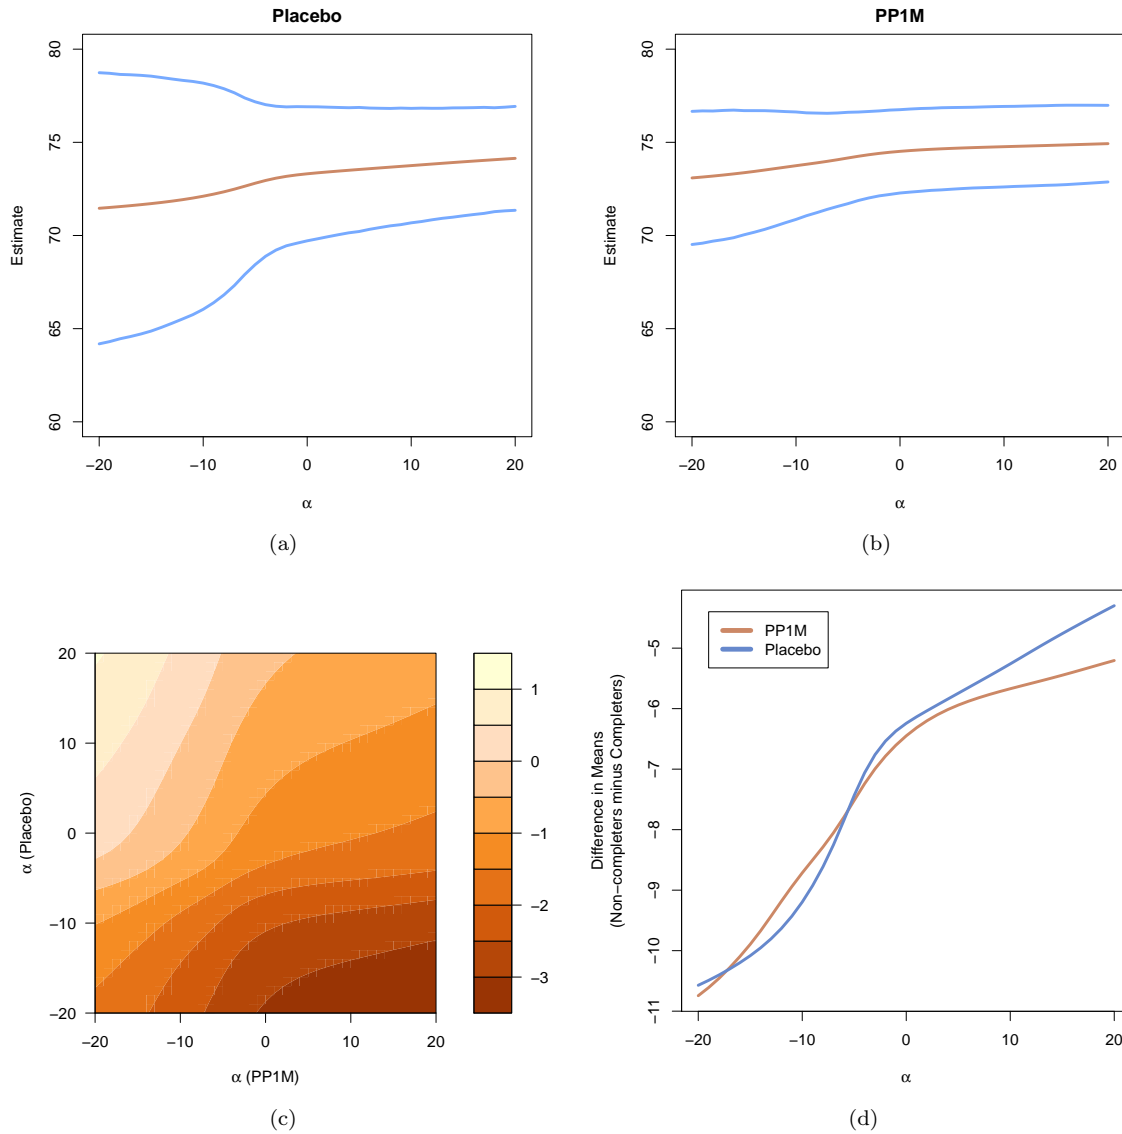 Placebo
80
75
70
65
60
Estimate
−20 −10 0 10 20
α
(a)
PP1M
80
75
70
65
60
Estimate
−20 −10 0 10 20
α
(b)
20
10
0
−10
−20
α (Placebo)
−20 −10 0 10 20
α (PP1M)
1
0
−1
−2
−3
(c)
PP1M
Placebo
−5
−6
−7
−8
−9
−10
−11
Difference in Means
(Non−completers minus Completers)
−20 −10 0 10 20
α
(d)